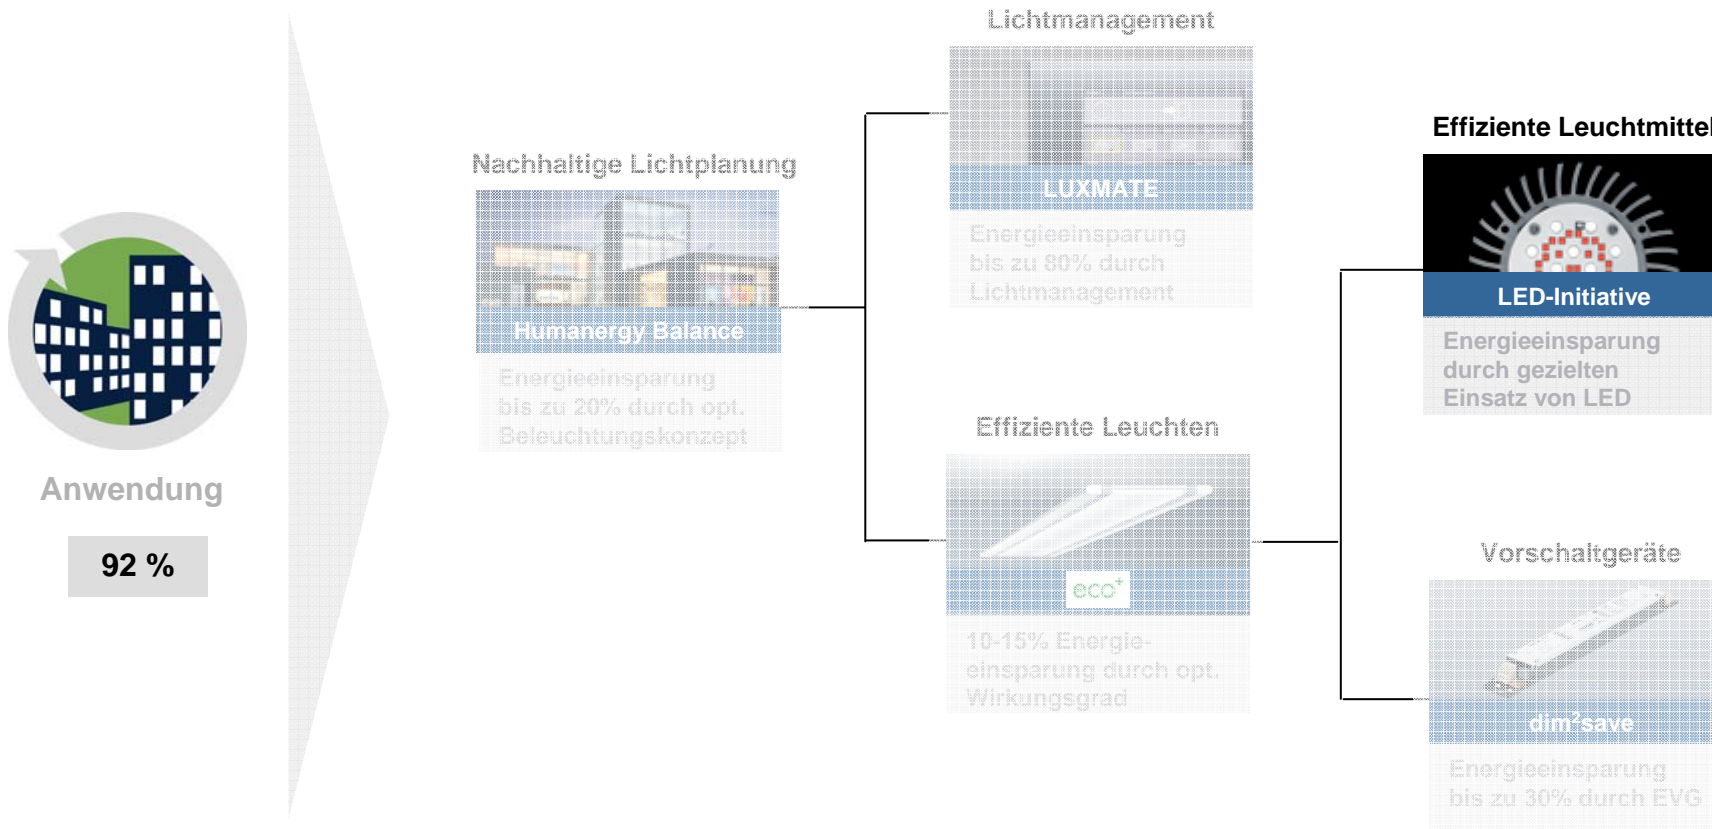 Anwendung
92 %
Nachhaltige Lichtplanung
Humanergy Balance
Energieeinsparung
bis zu 20% durch opt.
Beleuchtungskonzept
Lichtmanagement
LUXMATE
Energieeinsparung
bis zu 80% durch
Lichtmanagement
Effiziente Leuchten
eco+
10-15% Energie-
einsparung durch opt.
Wirkungsgrad
Effiziente Leuchtmittel
LED-Initiative
Energieeinsparung
durch gezielten
Einsatz von LED
Vorschaltgeräte
dim²save
Energieeinsparung
bis zu 30% durch EVG